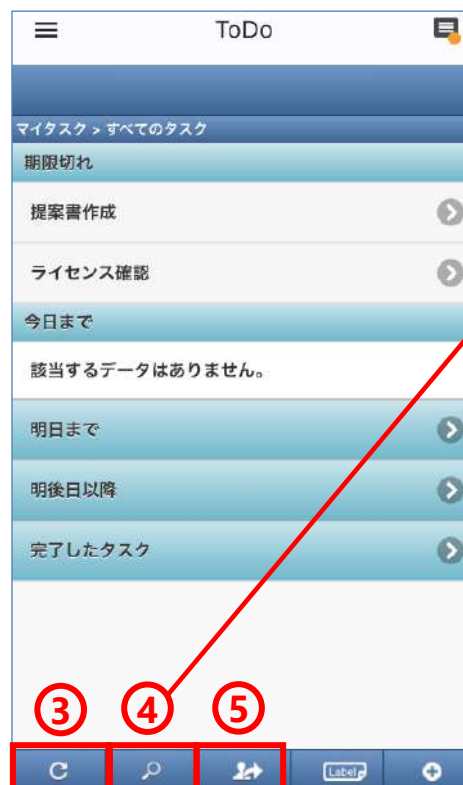 ToDo
マイタスク > すべてのタスク
期限切れ
提案書作成
ライセンス確認
今日まで
該当するデータはありません。
明日まで
明後日以降
完了したタスク
③ ④ ⑤
Label